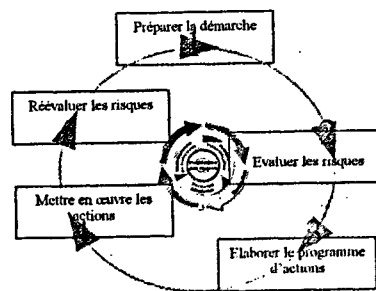 Préparer la démarche
Réévaluer les risques
Evaluer les risques
Mettre en œuvre les
actions
Elaborer le programme
d'actions